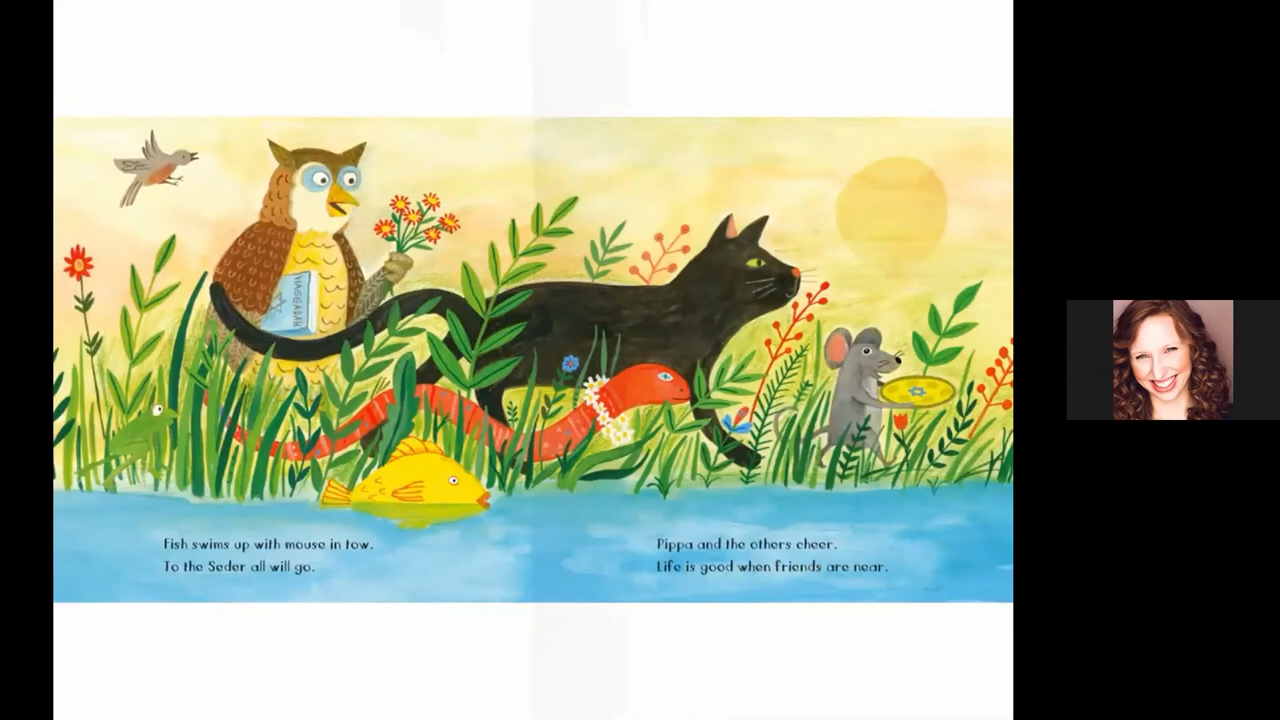 HAGGADAH
Fish swims up with mouse in tow.
To the Seder all will go.
Pippa and the others cheer.
Life is good when friends are near.